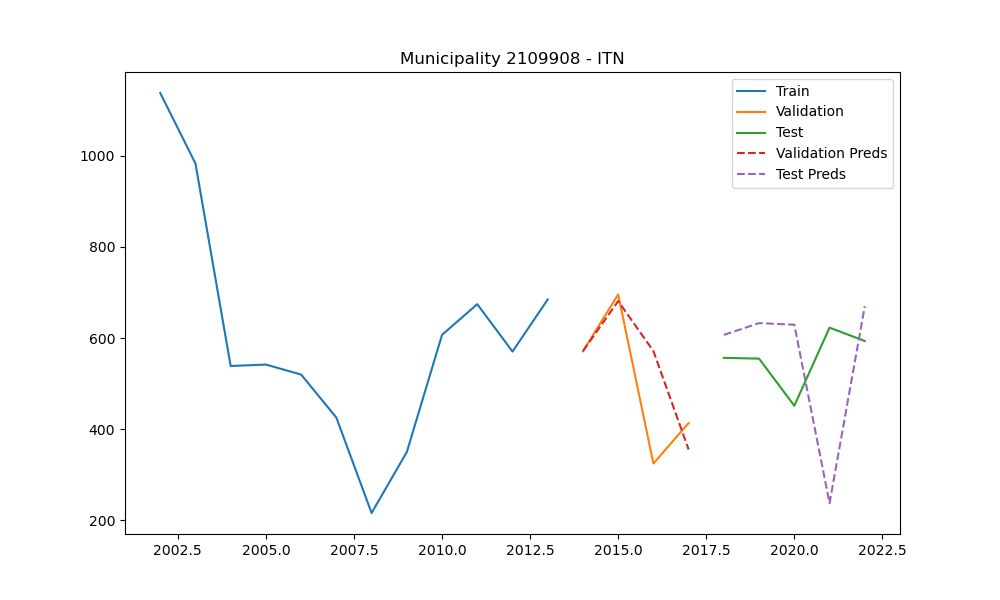 Municipality 2109908 - ITN
Train
Validation
Test
Validation Preds
Test Preds
1000
800
600
400
200
2002.5 2005.0 2007.5 2010.0 2012.5 2015.0 2017.5 2020.0 2022.5